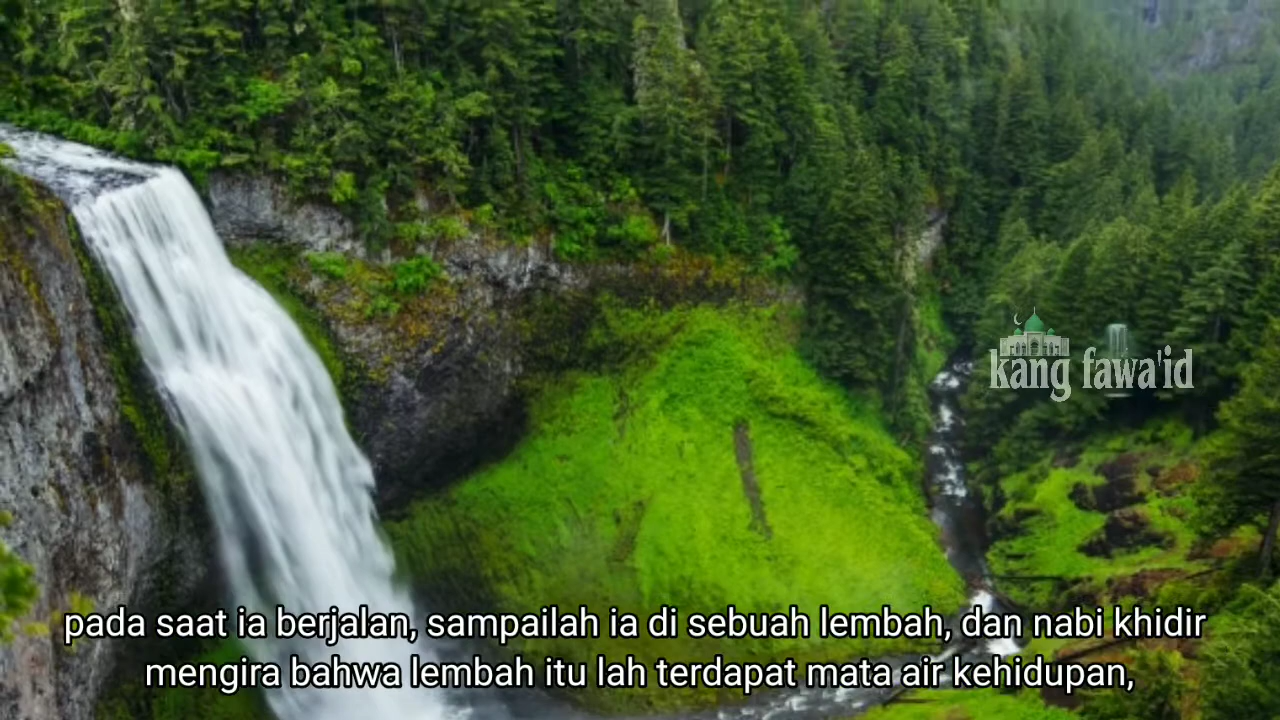 kang fawa'id
pada saat ia berjalan, sampailah ia di sebuah lembah, dan nabi khidir
mengira bahwa lembah itu lah terdapat mata air kehidupan,